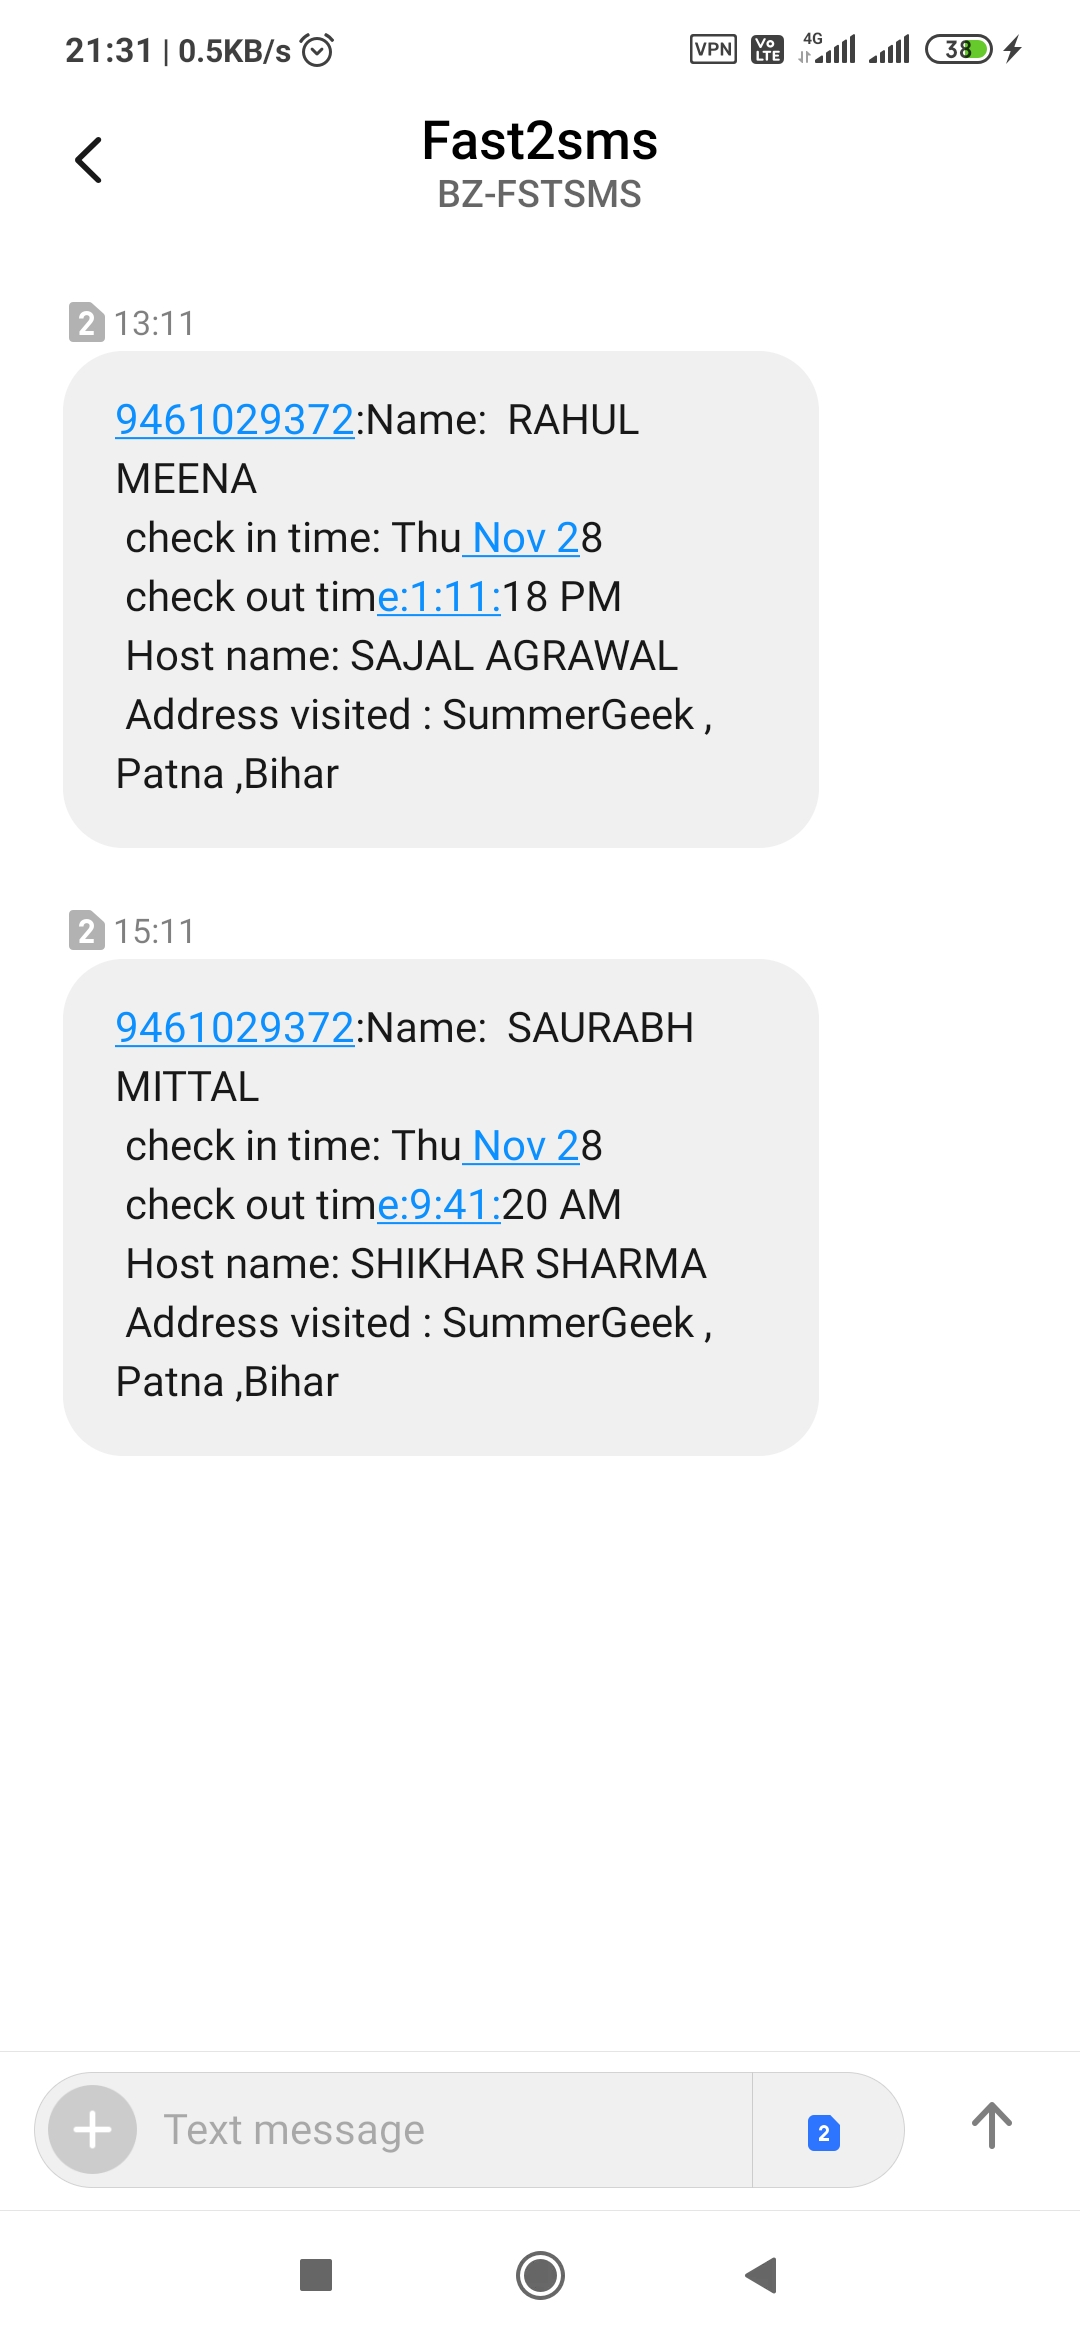 21:31 | 0.5KB/s VPN Vo LTE 4G 38
Fast2sms
BZ-FSTSMS
2 13:11
9461029372:Name:  RAHUL
MEENA
check in time: Thu Nov 28
check out time:1:11:18 PM
Host name: SAJAL AGRAWAL
Address visited : SummerGeek ,
Patna ,Bihar
2 15:11
9461029372:Name:  SAURABH
MITTAL
check in time: Thu Nov 28
check out time:9:41:20 AM
Host name: SHIKHAR SHARMA
Address visited : SummerGeek ,
Patna ,Bihar
Text message 2